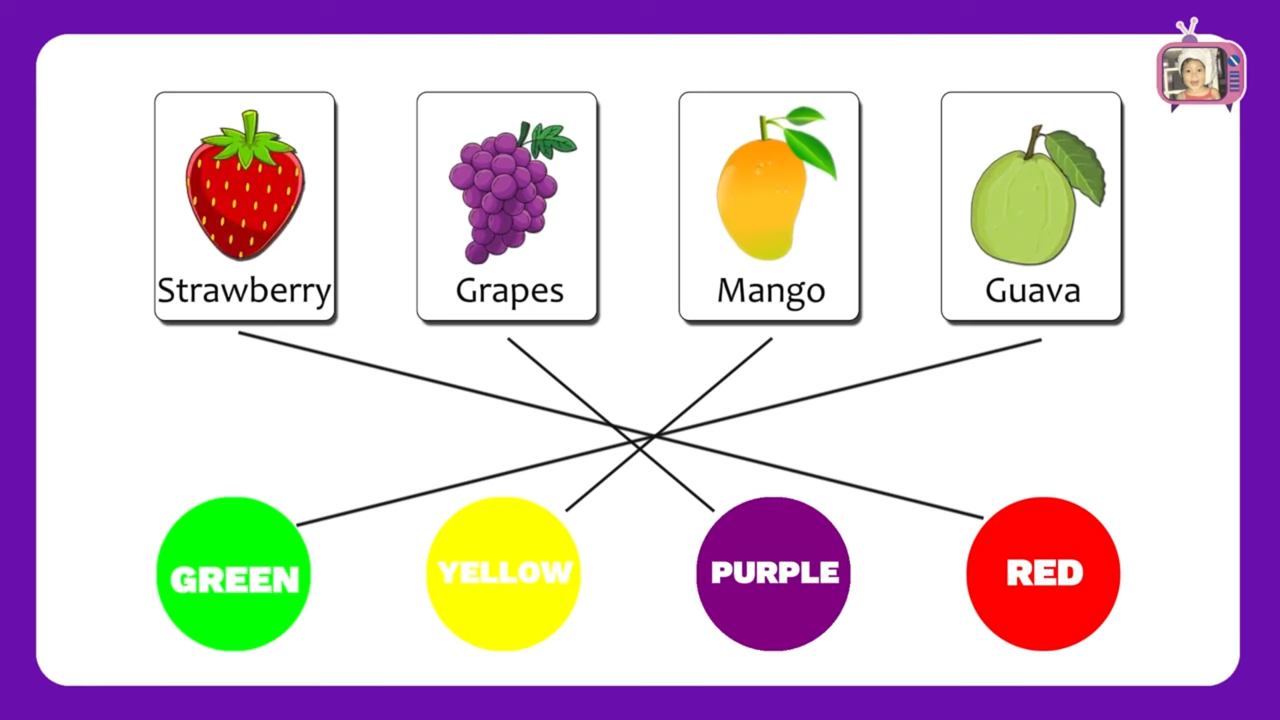 Strawberry
Grapes
Mango
Guava
GREEN
YELLOW
PURPLE
RED